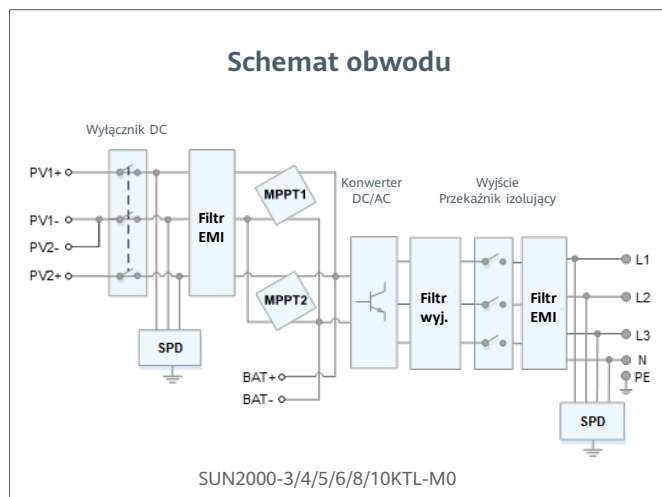 Schemat obwodu
Wyłącznik DC
PV1+
PV1-
PV2-
PV2+
Filtr
EMI
SPD
MPPT1
MPPT2
BAT+
BAT-
Konwerter
DC/AC
Filtr
wyj.
Wyjście
Przekaźnik izolujący
Filtr
EMI
L1
L2
L3
N
PE
SPD
SUN2000-3/4/5/6/8/10KTL-M0